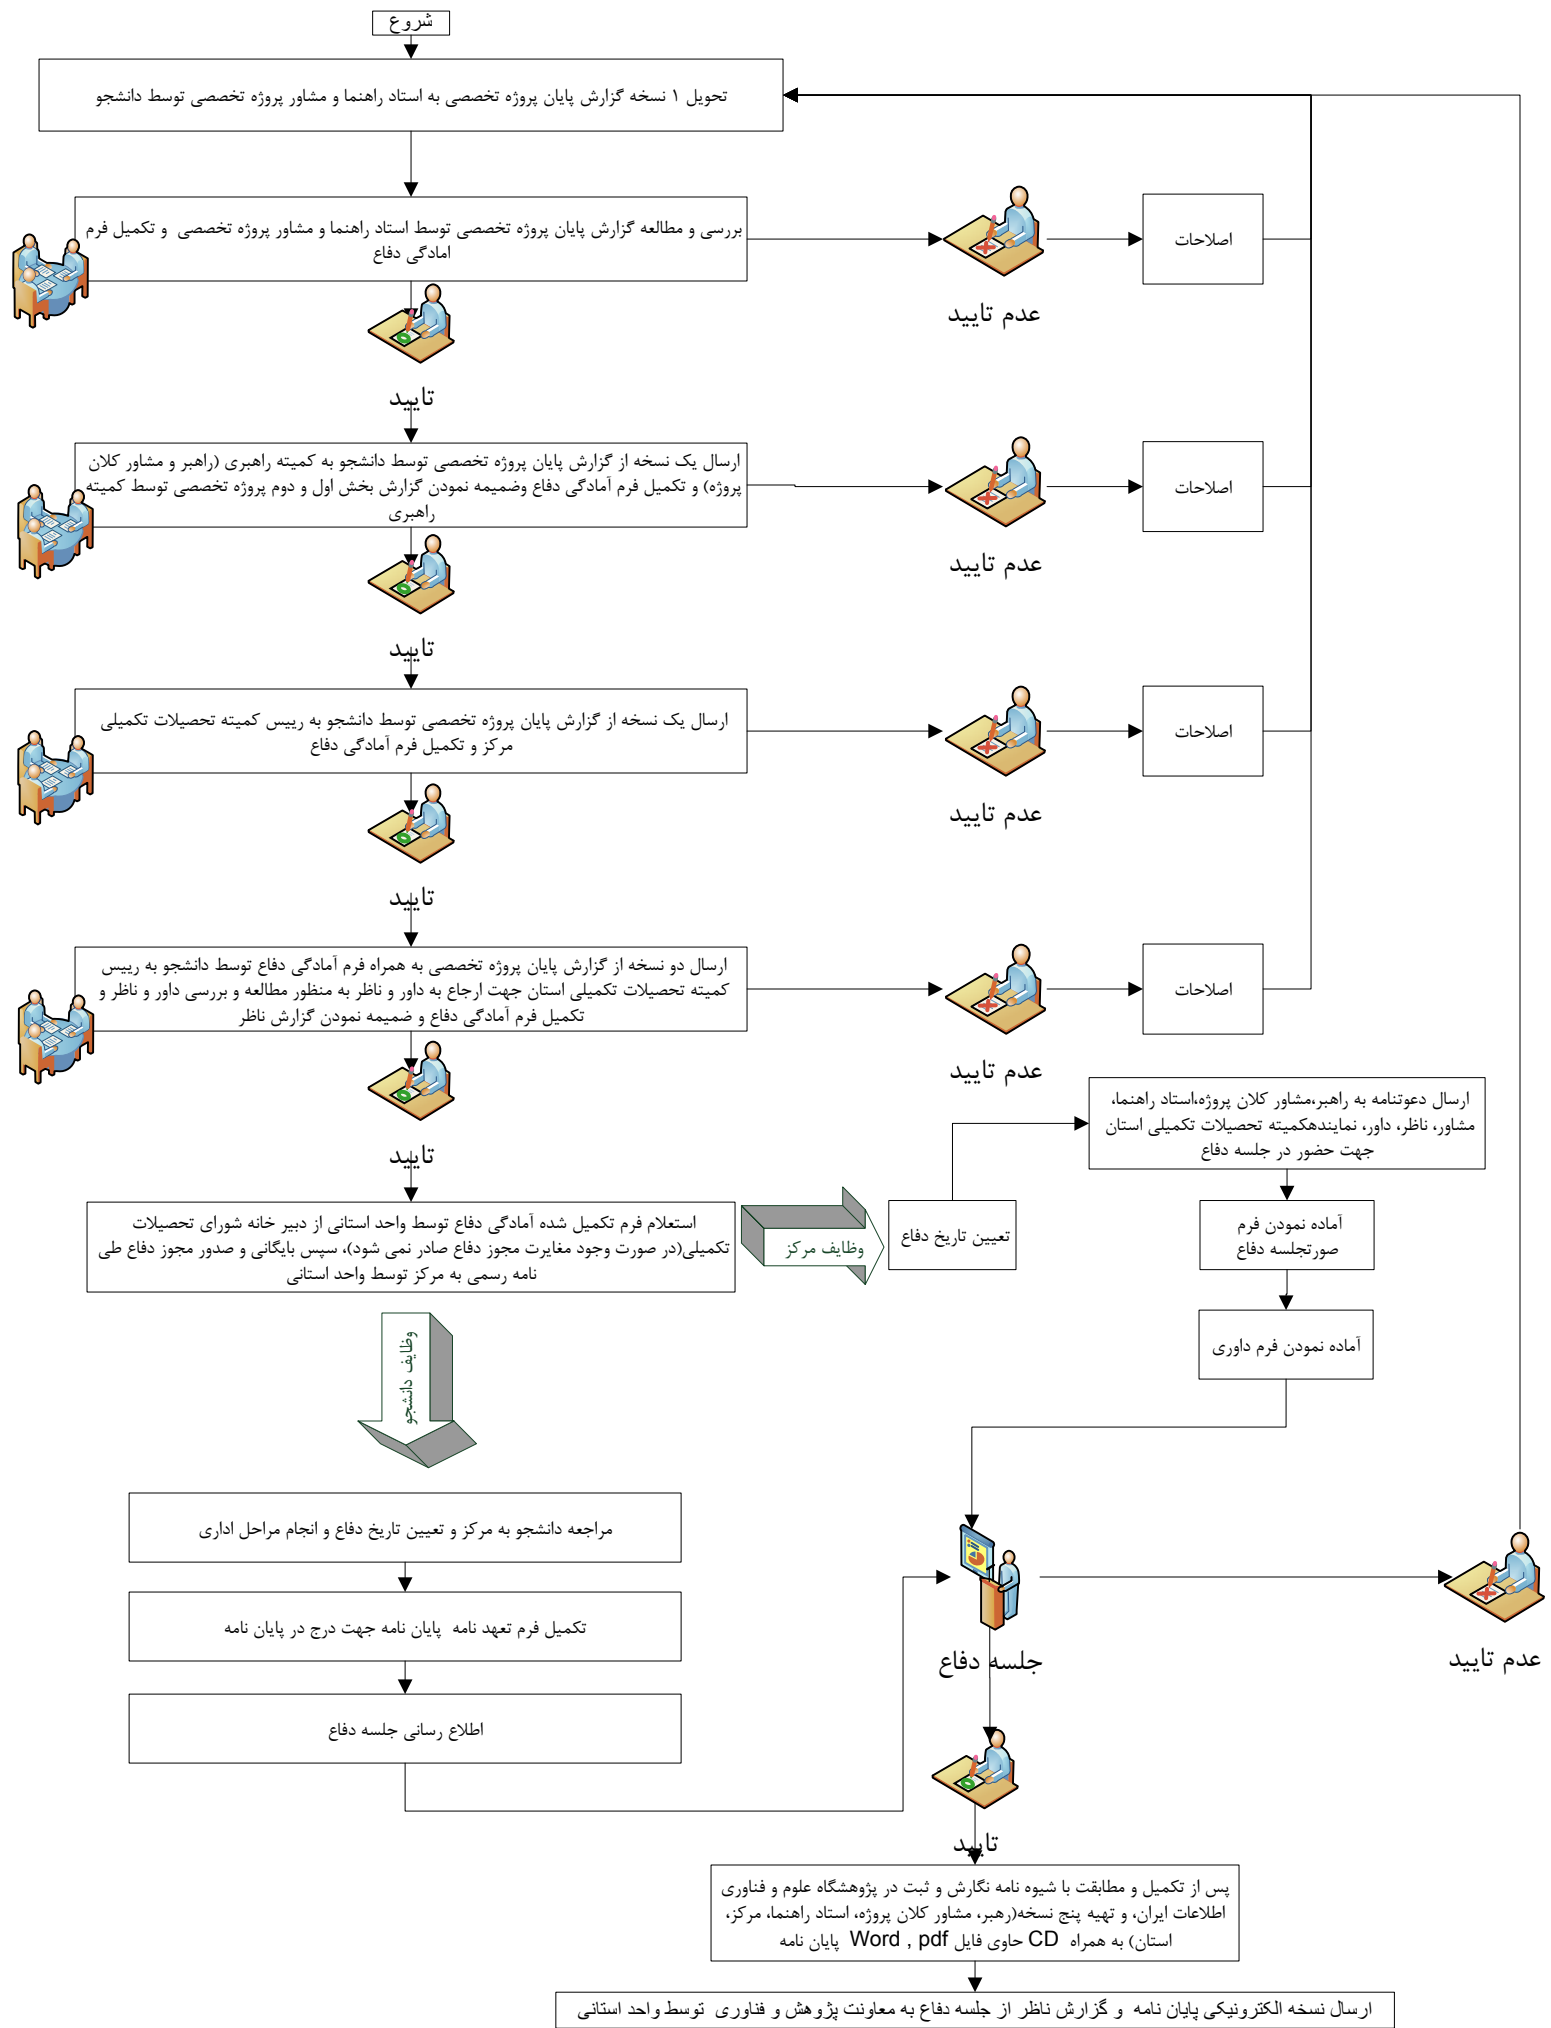 شروع
تحویل ۱ نسخه گزارش پایان پروژه تخصصی به استاد راهنما و مشاور پروژه تخصصی توسط دانشجو
بررسی و مطالعه گزارش پایان پروژه تخصصی توسط استاد راهنما و مشاور پروژه تخصصی و تکمیل فرم
امادگی دفاع
عدم تایید
اصلاحات
تایید
ارسال یک نسخه از گزارش پایان پروژه تخصصی توسط دانشجو به کمیته راهبری (راهبر و مشاور کلان
پروژه) و تکمیل فرم آمادگی دفاع وضمیمه نمودن گزارش بخش اول و دوم پروژه تخصصی توسط کمیته
راهبری
عدم تایید
اصلاحات
تایید
ارسال یک نسخه از گزارش پایان پروژه تخصصی توسط دانشجو به رییس کمیته تحصیلات تکمیلی
مرکز و تکمیل فرم آمادگی دفاع
عدم تایید
اصلاحات
تایید
ارسال دو نسخه از گزارش پایان پروژه تخصصی به همراه فرم آمادگی دفاع توسط دانشجو به رییس
کمیته تحصیلات تکمیلی استان جهت ارجاع به داور و ناظر به منظور مطالعه و بررسی داور و ناظر و
تکمیل فرم آمادگی دفاع و ضمیمه نمودن گزارش ناظر
عدم تایید
اصلاحات
تایید
استعلام فرم تکمیل شده آمادگی دفاع توسط واحد استانی از دبیر خانه شورای تحصیلات
تکمیلی(در صورت وجود مغایرت مجوز دفاع صادر نمی شود)، سپس بایگانی و صدور مجوز دفاع طی
نامه رسمی به مرکز توسط واحد استانی
وظایف مرکز
تعیین تاریخ دفاع
ارسال دعوتنامه به راهبر،مشاور کلان پروژه،استاد راهنما،
مشاور، ناظر، داور، نمایندهکمیته تحصیلات تکمیلی استان
جهت حضور در جلسه دفاع
آماده نمودن فرم
صورتجلسه دفاع
آماده نمودن فرم داوری
وظایف دانشجو
مراجعه دانشجو به مرکز و تعیین تاریخ دفاع و انجام مراحل اداری
تکمیل فرم تعهد نامه پایان نامه جهت درج در پایان نامه
اطلاع رسانی جلسه دفاع
جلسه دفاع
عدم تایید
تایید
پس از تکمیل و مطابقت با شیوه نامه نگارش و ثبت در پژوهشگاه علوم و فناوری
اطلاعات ایران، و تهیه پنج نسخه(رهبر، مشاور کلان پروژه، استاد راهنما، مرکز،
استان) به همراه CD حاوی فایل Word , pdf پایان نامه
ارسال نسخه الکترونیکی پایان نامه و گزارش ناظر از جلسه دفاع به معاونت پژوهش و فناوری توسط واحد استانی